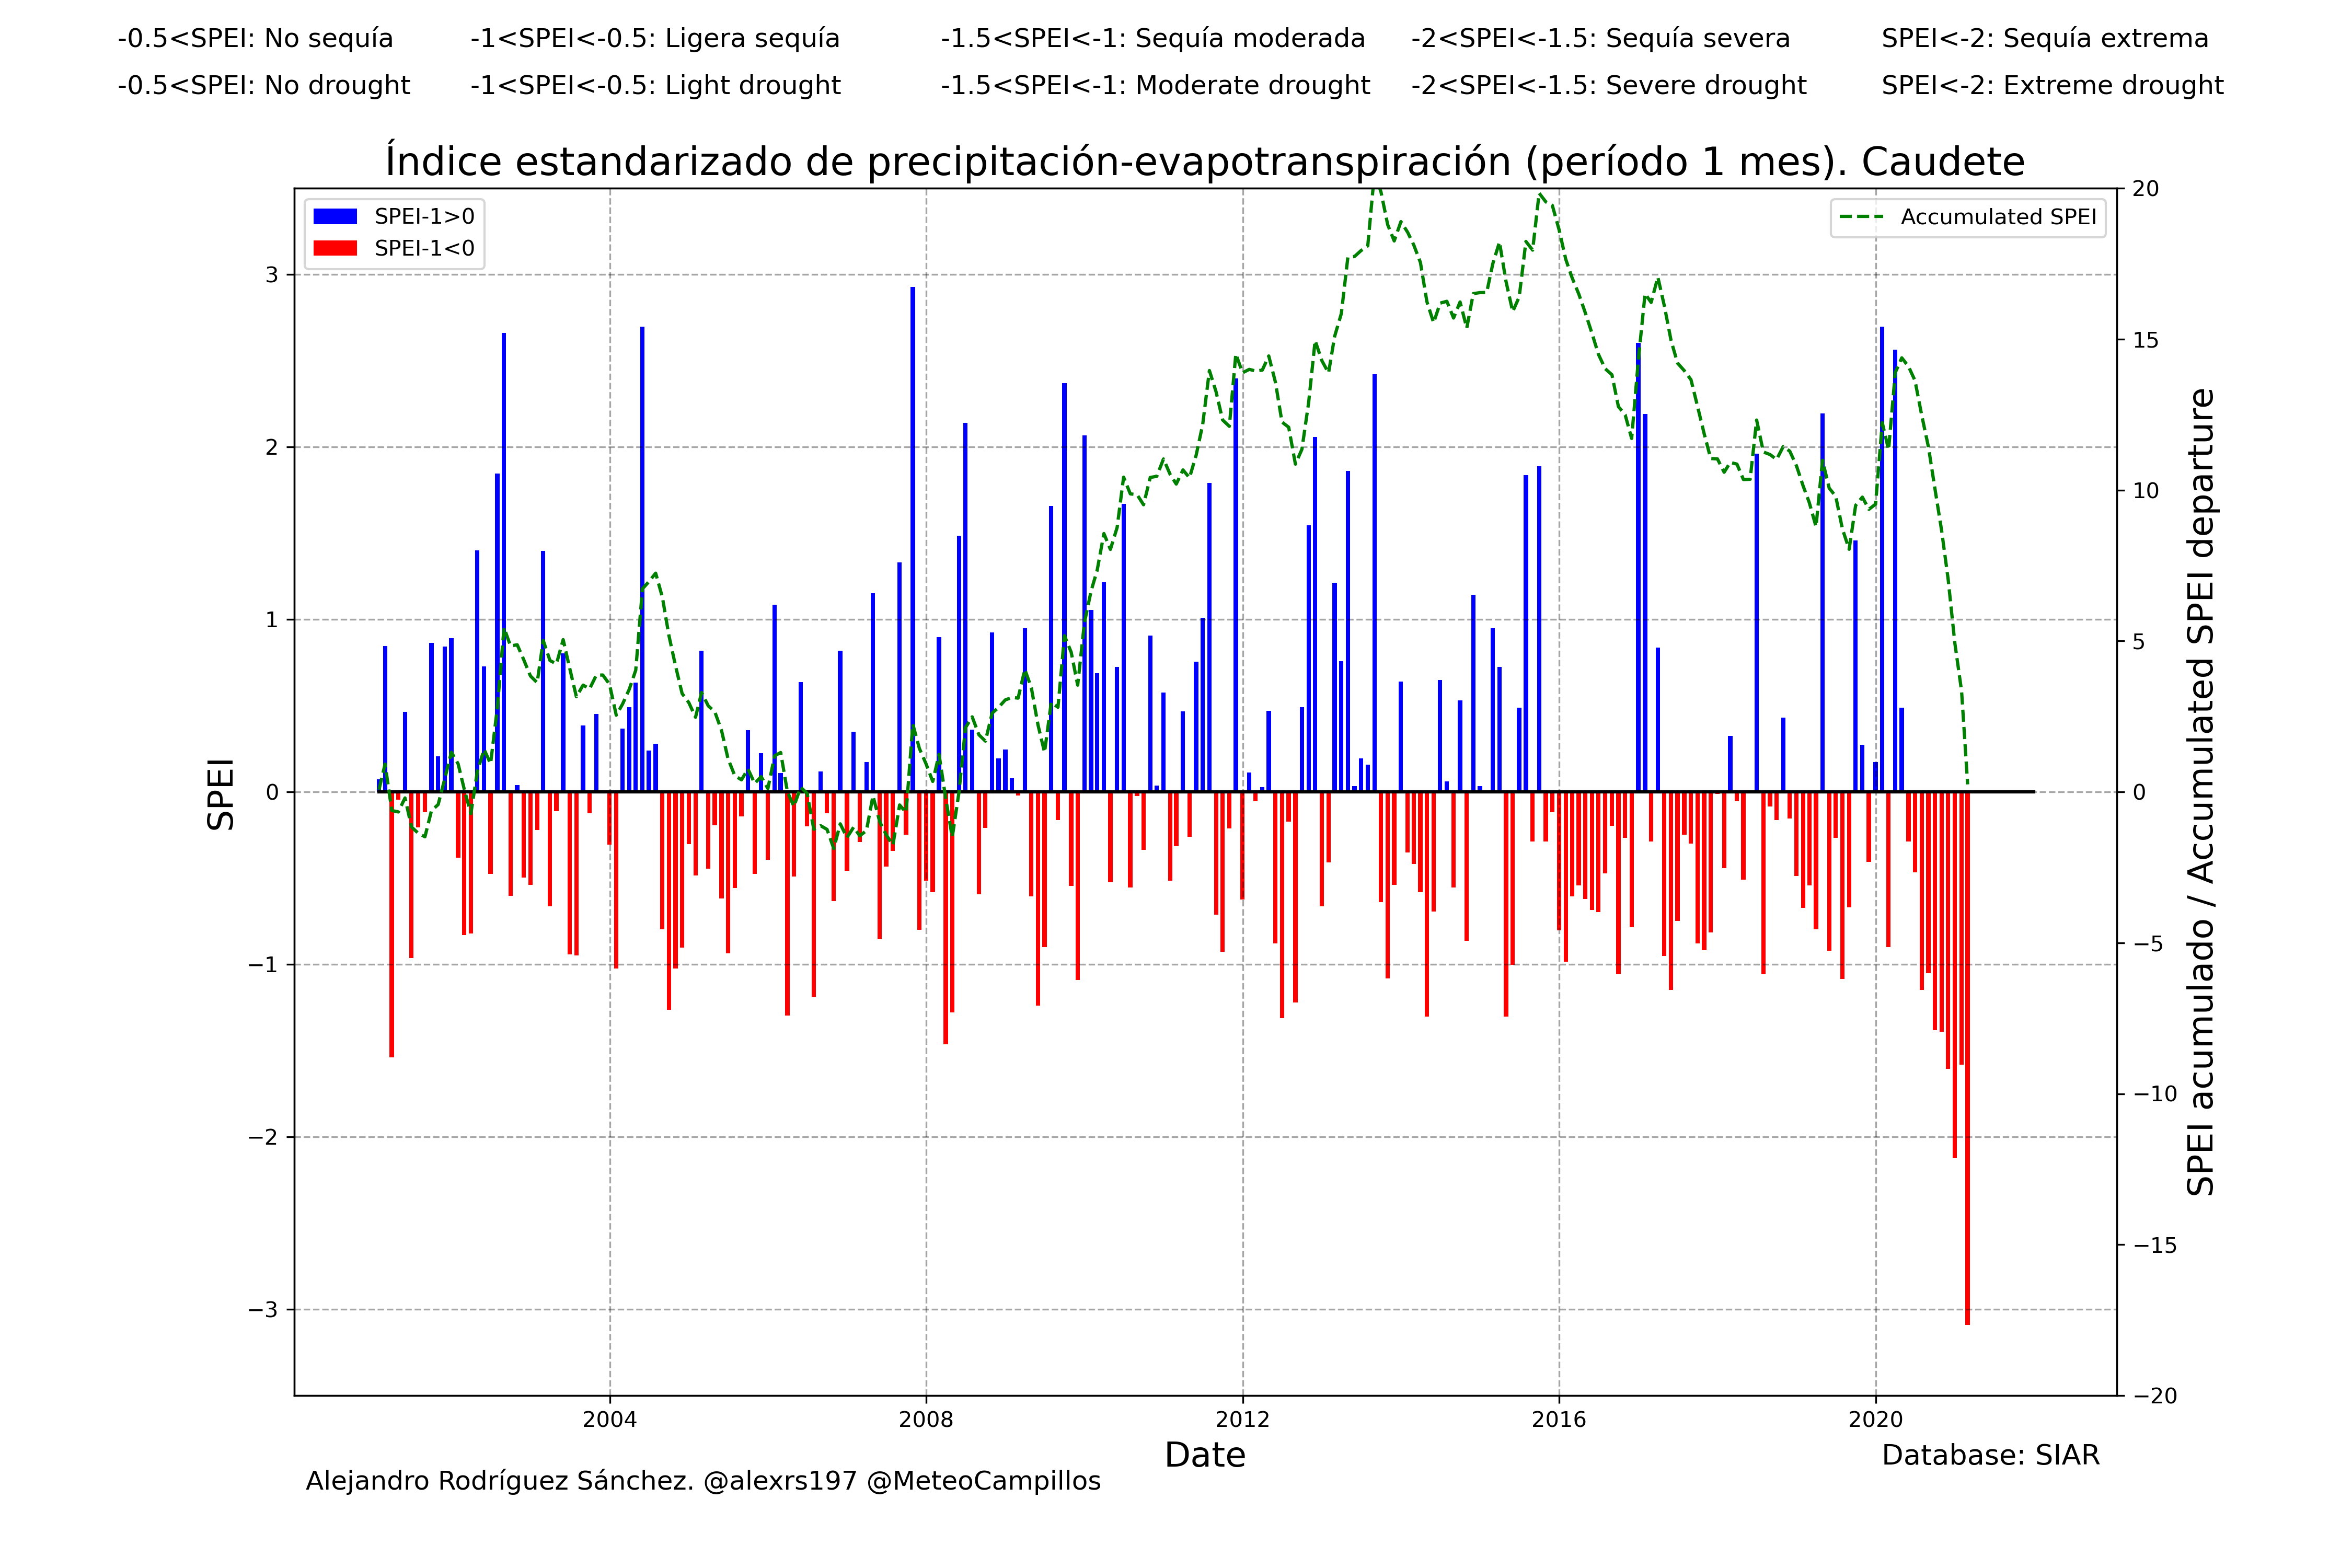 -0.5<SPEI: No sequía -1<SPEI<-0.5: Ligera sequía -1.5<SPEI<-1: Sequía moderada -2<SPEI<-1.5: Sequía severa SPEI<-2: Sequía extrema
-0.5<SPEI: No drought -1<SPEI<-0.5: Light drought -1.5<SPEI<-1: Moderate drought -2<SPEI<-1.5: Severe drought SPEI<-2: Extreme drought
Índice estandarizado de precipitación-evapotranspiración (período 1 mes). Caudete
SPEI-1>0
SPEI-1<0
Accumulated SPEI
SPEI
3
2
1
0
−1
−2
−3
20
15
10
5
0
−5
−10
−15
−20
SPEI acumulado / Accumulated SPEI departure
2004 2008 2012 2016 2020
Date
Database: SIAR
Alejandro Rodríguez Sánchez. @alexrs197 @MeteoCampillos